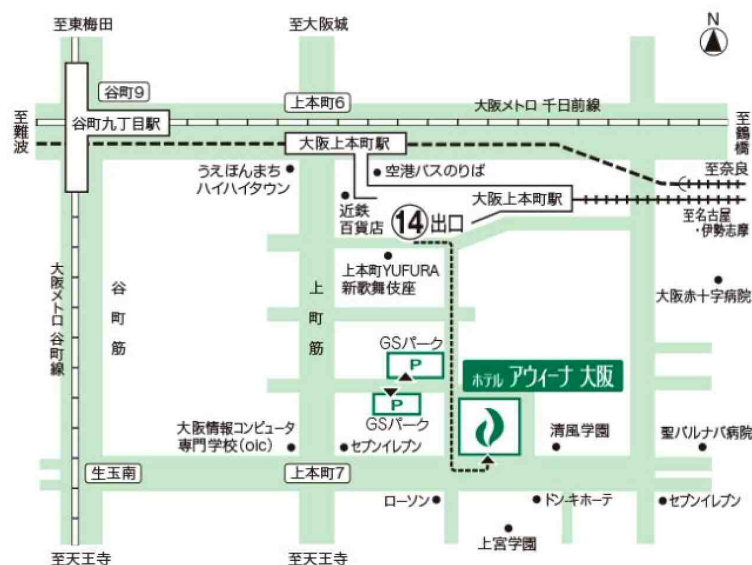 至東梅田
至大阪城
N
谷町9
上本町6
大阪メトロ 千日前線
至難波
谷町九丁目駅
至鶴橋
大阪上本町駅
至奈良
うえほんまち
ハイハイタウン
空港バスのりば
大阪上本町駅
近鉄
百貨店
14出口
至名古屋
・伊勢志摩
上本町YUFURA
新歌舞伎座
大阪赤十字病院
大阪メトロ 谷町線
谷町筋
上町筋
GSパーク
P
ホテル アウィーナ 大阪
P
GSパーク
大阪情報コンピュータ
専門学校(oic)
セブンイレブン
清風学園
聖バルナバ病院
生玉南
上本町7
ローソン
ドン・キホーテ
セブンイレブン
上宮学園
至天王寺
至天王寺